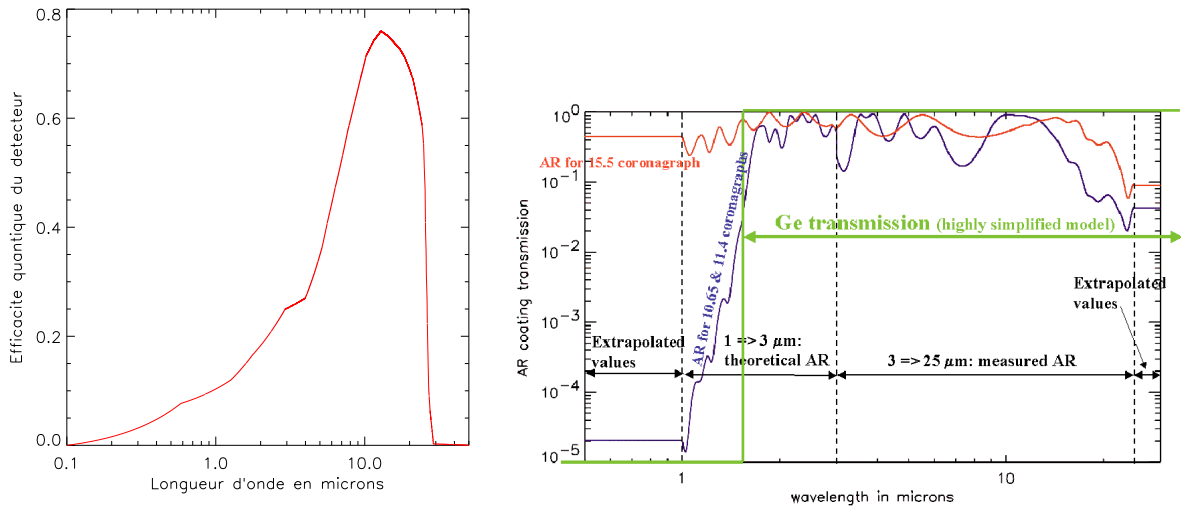 0.8
0.6
0.4
0.2
0.0
0.1
1.0
10.0
Efficacite quantique du detecteur
Longueur d'onde en microns
10⁰
10⁻¹
10⁻²
10⁻³
10⁻⁴
10⁻⁵
AR coating transmission
AR for 15.5 coronagraph
AR for 10.65 & 11.4 coronagraphs
Ge transmission (highly simplified model)
Extrapolated
values
1 => 3 µm:
theoretical AR
3 => 25 µm: measured AR
Extrapolated
values
1
10
wavelength in microns